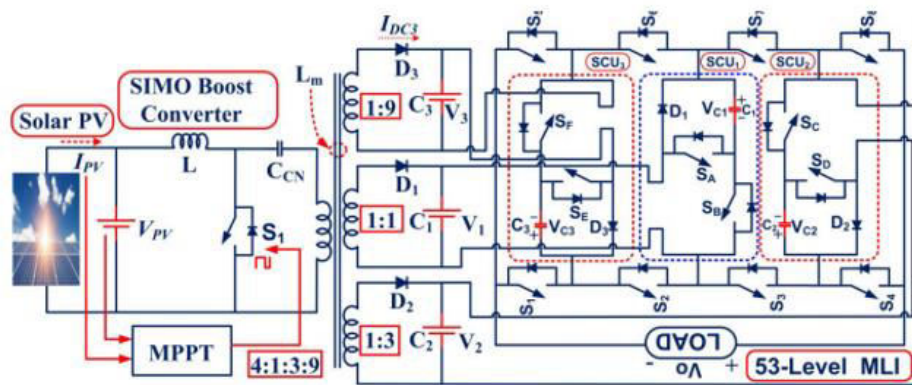 Solar PV
SIMO Boost
Converter
I_PV
V_PV
L
C_CN
S_1
MPPT
4:1:3:9
L_m
I_DC3
D_3
1:9
C_3
V_3
D_1
1:1
C_1
V_1
D_2
1:3
C_2
V_2
S_5
S_6
S_7
S_8
SCU_3
SCU_1
SCU_2
S_F
S_E
C_3
+
-
V_C3
D_3
D_1
V_C1
+
-
C_1
S_A
S_B
S_C
S_D
C_2
-
+
V_C2
D_2
S_1
S_2
S_3
S_4
LOAD
- Vo +
53-Level MLI